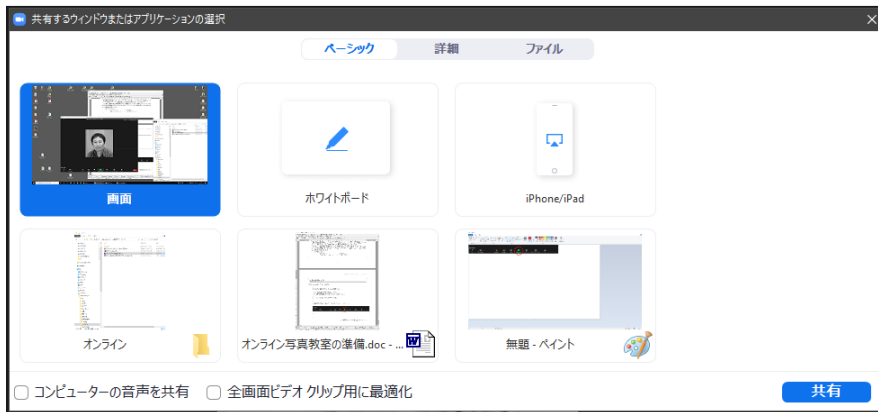 共有するウィンドウまたはアプリケーションの選択
ベーシック 詳細 ファイル
画面 ホワイトボード iPhone/iPad
オンライン オンライン写真教室の準備.doc - ... 無題 - ペイント
コンピューターの音声を共有 全画面ビデオ クリップ用に最適化 共有